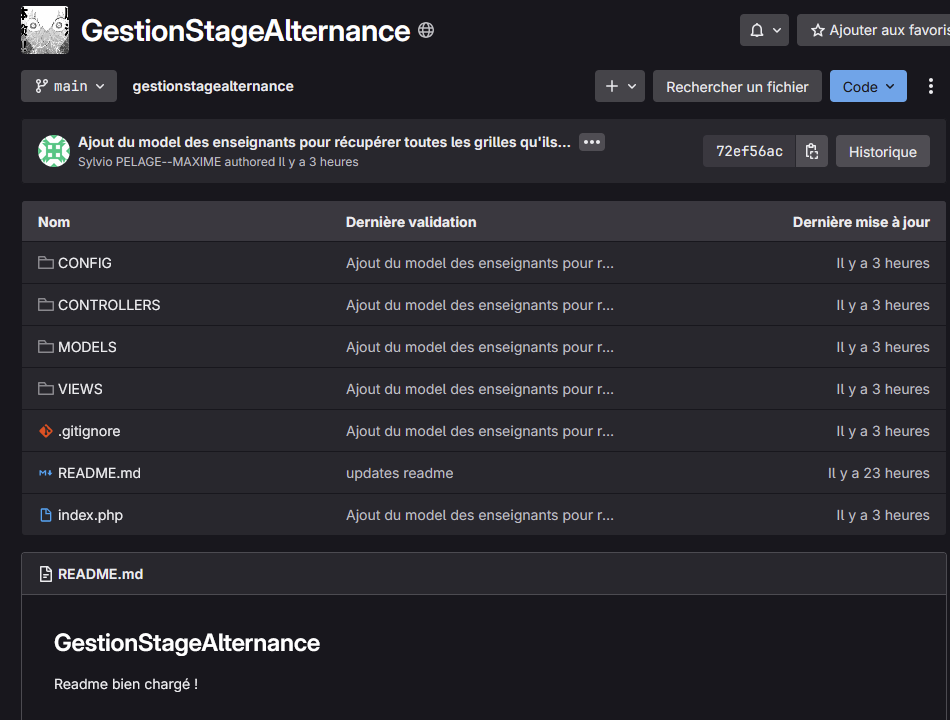 GestionStageAlternance
Ajouter aux favoris
main gestionstagealternance Rechercher un fichier Code
Ajout du model des enseignants pour récupérer toutes les grilles qu'ils...
Sylvio PELAGE--MAXIME authored Il y a 3 heures
72ef56ac Historique
Nom Dernière validation Dernière mise à jour
CONFIG Ajout du model des enseignants pour r... Il y a 3 heures
CONTROLLERS Ajout du model des enseignants pour r... Il y a 3 heures
MODELS Ajout du model des enseignants pour r... Il y a 3 heures
VIEWS Ajout du model des enseignants pour r... Il y a 3 heures
.gitignore Ajout du model des enseignants pour r... Il y a 3 heures
README.md updates readme Il y a 23 heures
index.php Ajout du model des enseignants pour r... Il y a 3 heures
README.md
GestionStageAlternance
Readme bien chargé !